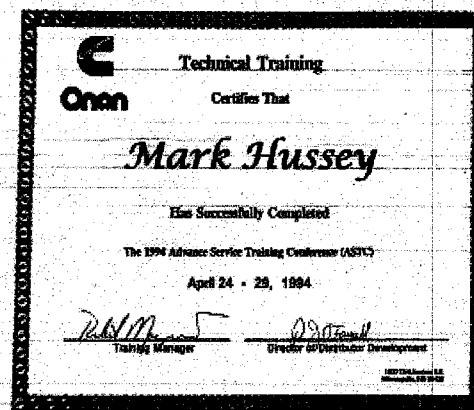 Onan
Technical Training
Certifies That
Mark Hussey
Has Successfully Completed
The 1994 Advance Service Training Conference (ASTC)
April 24 - 29, 1994
Training Manager
Director of Distributor Development